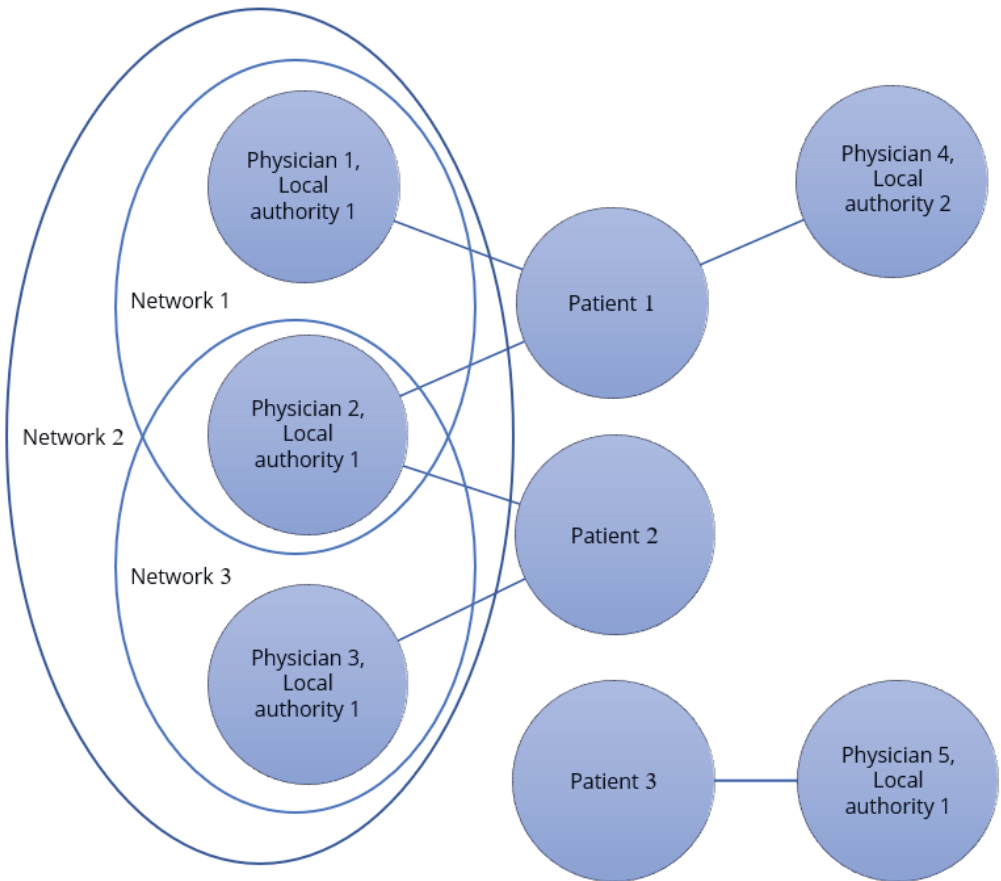 Physician 1,
Local
authority 1
Physician 4,
Local
authority 2
Network 1
Patient 1
Physician 2,
Local
authority 1
Network 2
Patient 2
Network 3
Physician 3,
Local
authority 1
Patient 3
Physician 5,
Local
authority 1